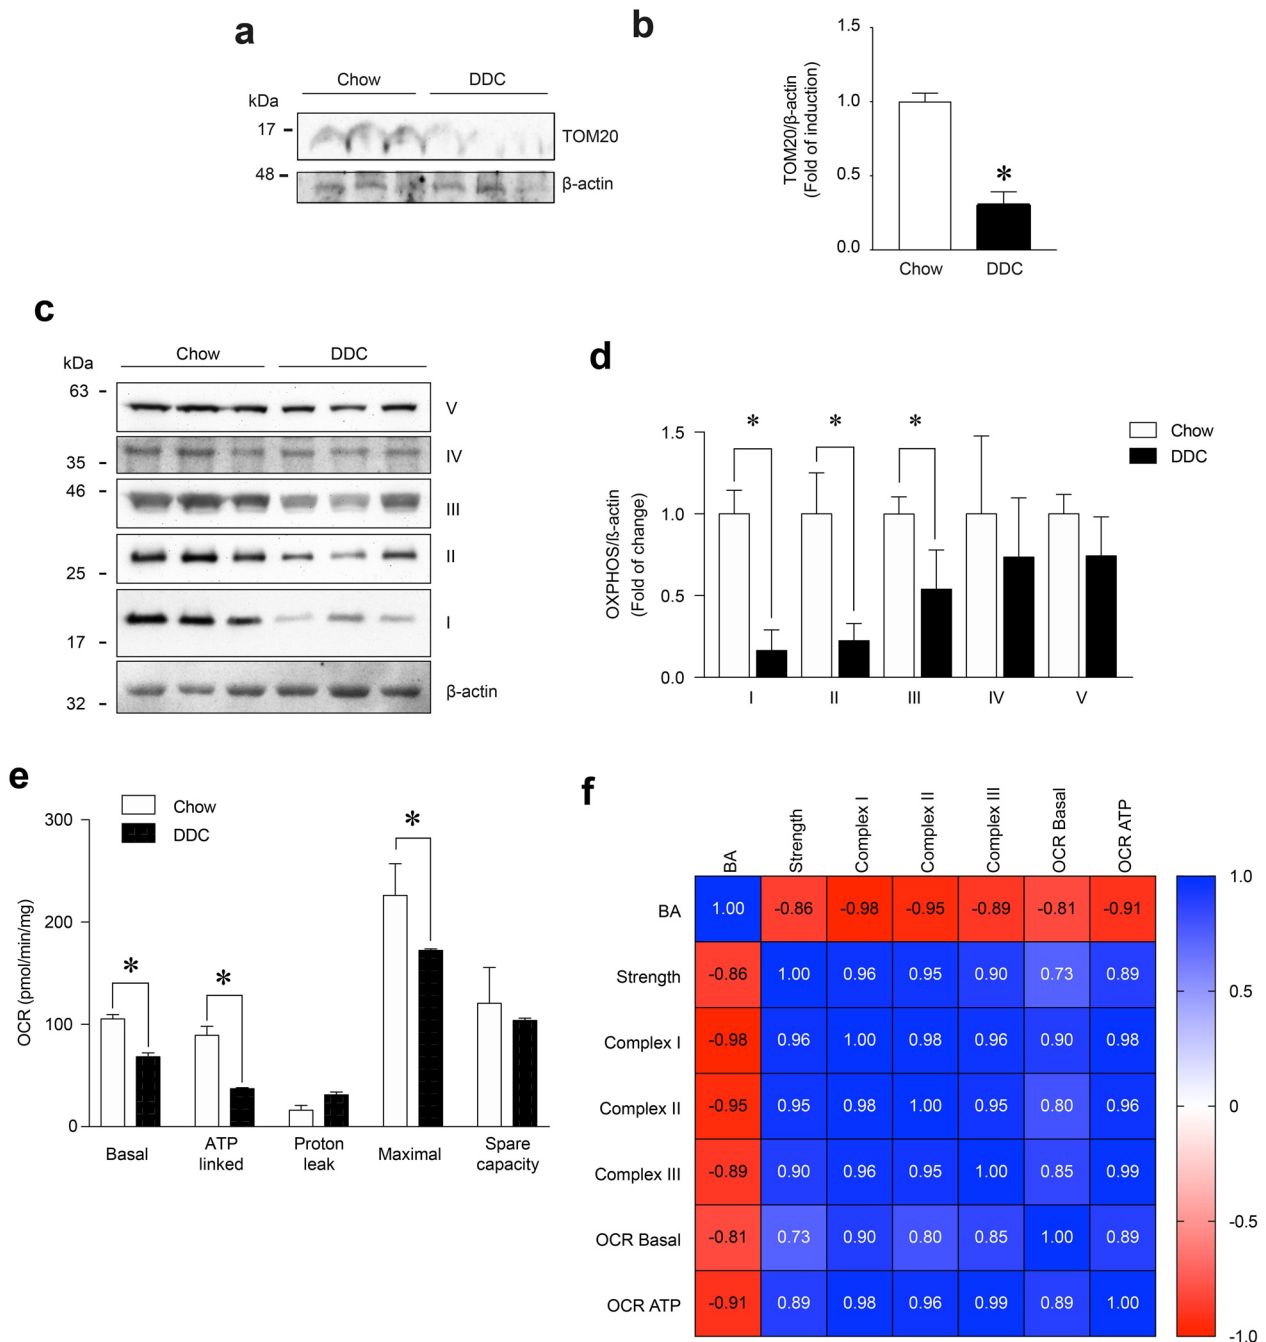 a
Chow DDC
kDa
17
TOM20
48
β-actin
b
1.5
1.0
0.5
0.0
TOM20/β-actin
(Fold of induction)
*
Chow DDC
c
Chow DDC
kDa
63
V
35
IV
46
III
II
25
I
17
β-actin
32
d
OXPHOS/ß-actin
(Fold of change)
1.5
1.0
0.5
0.0
* * *
Chow
DDC
I II III IV V
e
Chow
DDC
OCR (pmol/min/mg)
300
200
100
0
* * *
Basal
ATP
linked
Proton
leak
Maximal
Spare
capacity
f
BA Strength Complex I Complex II Complex III OCR Basal OCR ATP
BA 1.00 -0.86 -0.98 -0.95 -0.89 -0.81 -0.91
Strength -0.86 1.00 0.96 0.95 0.90 0.73 0.89
Complex I -0.98 0.96 1.00 0.98 0.96 0.90 0.98
Complex II -0.95 0.95 0.98 1.00 0.95 0.80 0.96
Complex III -0.89 0.90 0.96 0.95 1.00 0.85 0.99
OCR Basal -0.81 0.73 0.90 0.80 0.85 1.00 0.89
OCR ATP -0.91 0.89 0.98 0.96 0.99 0.89 1.00
1.0
0.5
0
-0.5
-1.0